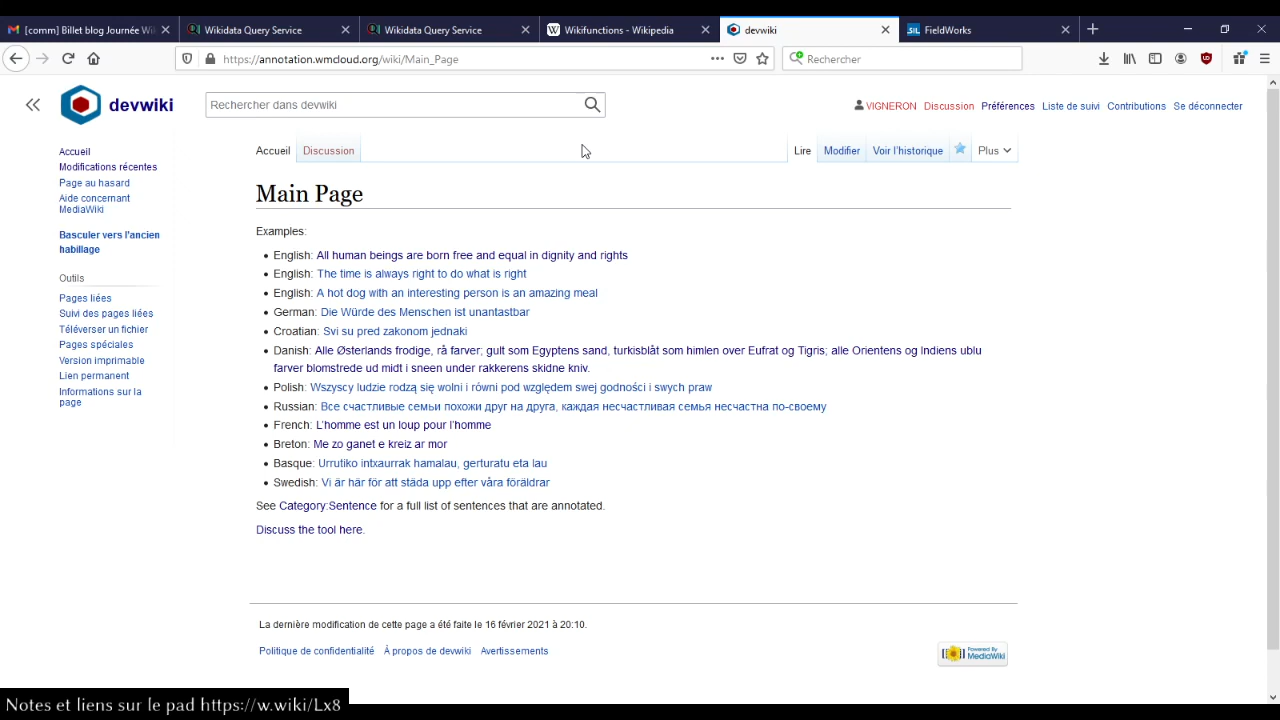 [comm] Billet blog Journée Wi
Wikidata Query Service
Wikidata Query Service
Wikifunctions - Wikipedia
devwiki
SIL FieldWorks
https://annotation.wmcloud.org/wiki/Main_Page
Rechercher
devwiki
Rechercher dans devwiki
VIGNERON Discussion Préférences Liste de suivi Contributions Se déconnecter
Accueil
Modifications récentes
Page au hasard
Aide concernant
MediaWiki
Basculer vers l'ancien
habillage
Outils
Pages liées
Suivi des pages liées
Téléverser un fichier
Pages spéciales
Version imprimable
Lien permanent
Informations sur la
page
Accueil Discussion Lire Modifier Voir l'historique Plus
Main Page
Examples:
English: All human beings are born free and equal in dignity and rights
English: The time is always right to do what is right
English: A hot dog with an interesting person is an amazing meal
German: Die Würde des Menschen ist unantastbar
Croatian: Svi su pred zakonom jednaki
Danish: Alle Østerlands frodige, rå farver; gult som Egyptens sand, turkisblåt som himlen over Eufrat og Tigris; alle Orientens og Indiens ublu
farver blomstrede ud midt i sneen under rakkerens skidne kniv.
Polish: Wszyscy ludzie rodzą się wolni i równi pod względem swej godności i swych praw
Russian: Все счастливые семьи похожи друг на друга, каждая несчастливая семья несчастна по-своему
French: L'homme est un loup pour l'homme
Breton: Me zo ganet e kreiz ar mor
Basque: Urrutiko intxaurrak hamalau, gerturatu eta lau
Swedish: Vi är här för att städa upp efter våra föräldrar
See Category:Sentence for a full list of sentences that are annotated.
Discuss the tool here.
La dernière modification de cette page a été faite le 16 février 2021 à 20:10.
Politique de confidentialité À propos de devwiki Avertissements
Powered By
MediaWiki
Notes et liens sur le pad https://w.wiki/Lx8